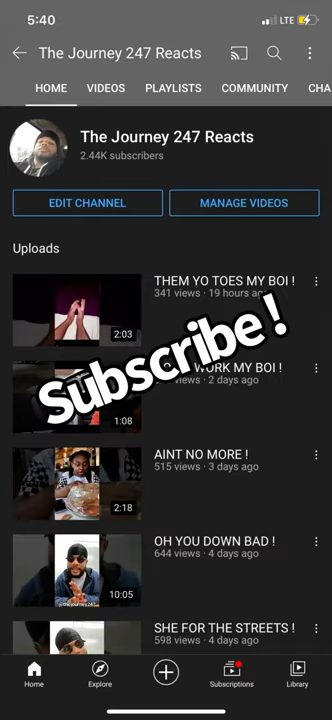 5:40
LTE
The Journey 247 Reacts
HOME VIDEOS PLAYLISTS COMMUNITY CHA
The Journey 247 Reacts
2.44K subscribers
EDIT CHANNEL MANAGE VIDEOS
Uploads
THEM YO TOES MY BOI !
341 views · 19 hours ago
2:03
Subscribe!
WORK MY BOI !
views · 2 days ago
1:08
AINT NO MORE !
515 views · 3 days ago
2:18
OH YOU DOWN BAD !
644 views · 4 days ago
10:05
SHE FOR THE STREETS !
598 views · 4 days ago
Home Explore Subscriptions Library